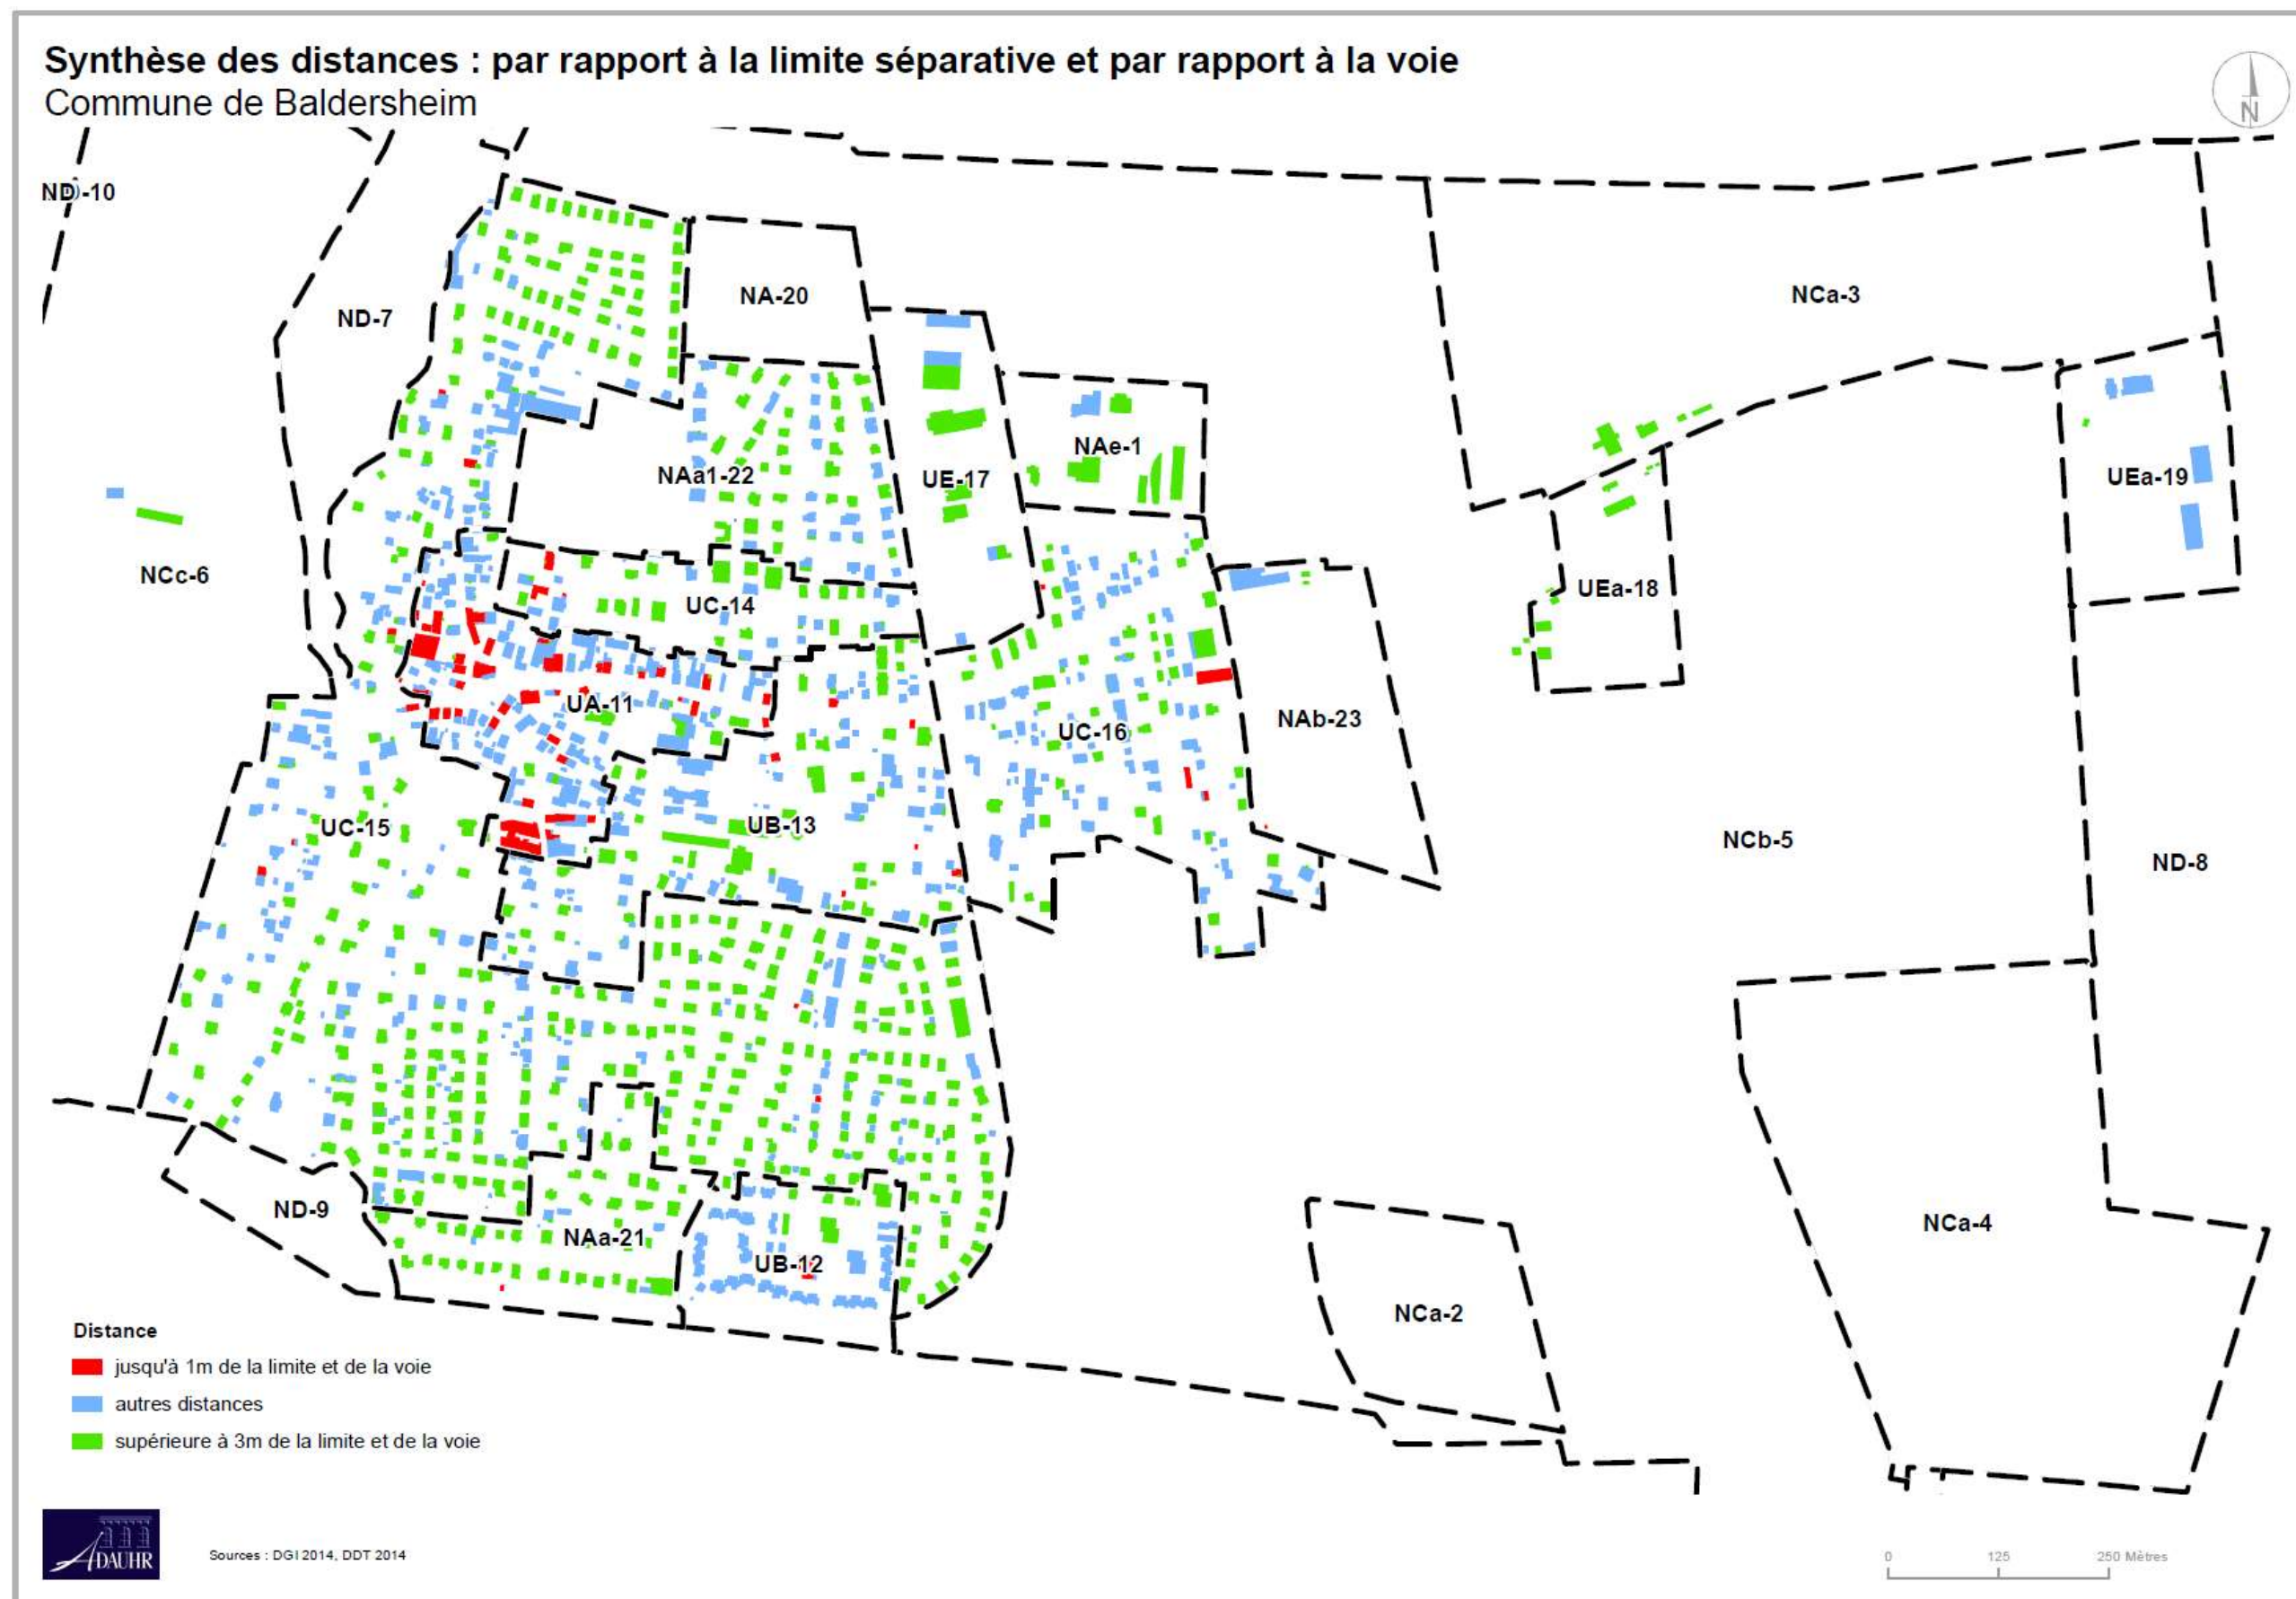 Synthèse des distances : par rapport à la limite séparative et par rapport à la voie
Commune de Baldersheim
N
ND-10
NCa-3
NA-20
ND-7
NAe-1
NAa1-22
UE-17
UEa-19
NCc-6
UEa-18
UC-14
UA-11
NAb-23
UC-16
UB-13
UC-15
NCb-5
ND-8
ND-9
NCa-4
NAa-21
UB-12
NCa-2
Distance
jusqu'à 1m de la limite et de la voie
autres distances
supérieure à 3m de la limite et de la voie
ADAUHR
Sources : DGI 2014, DDT 2014
0 125 250 Mètres